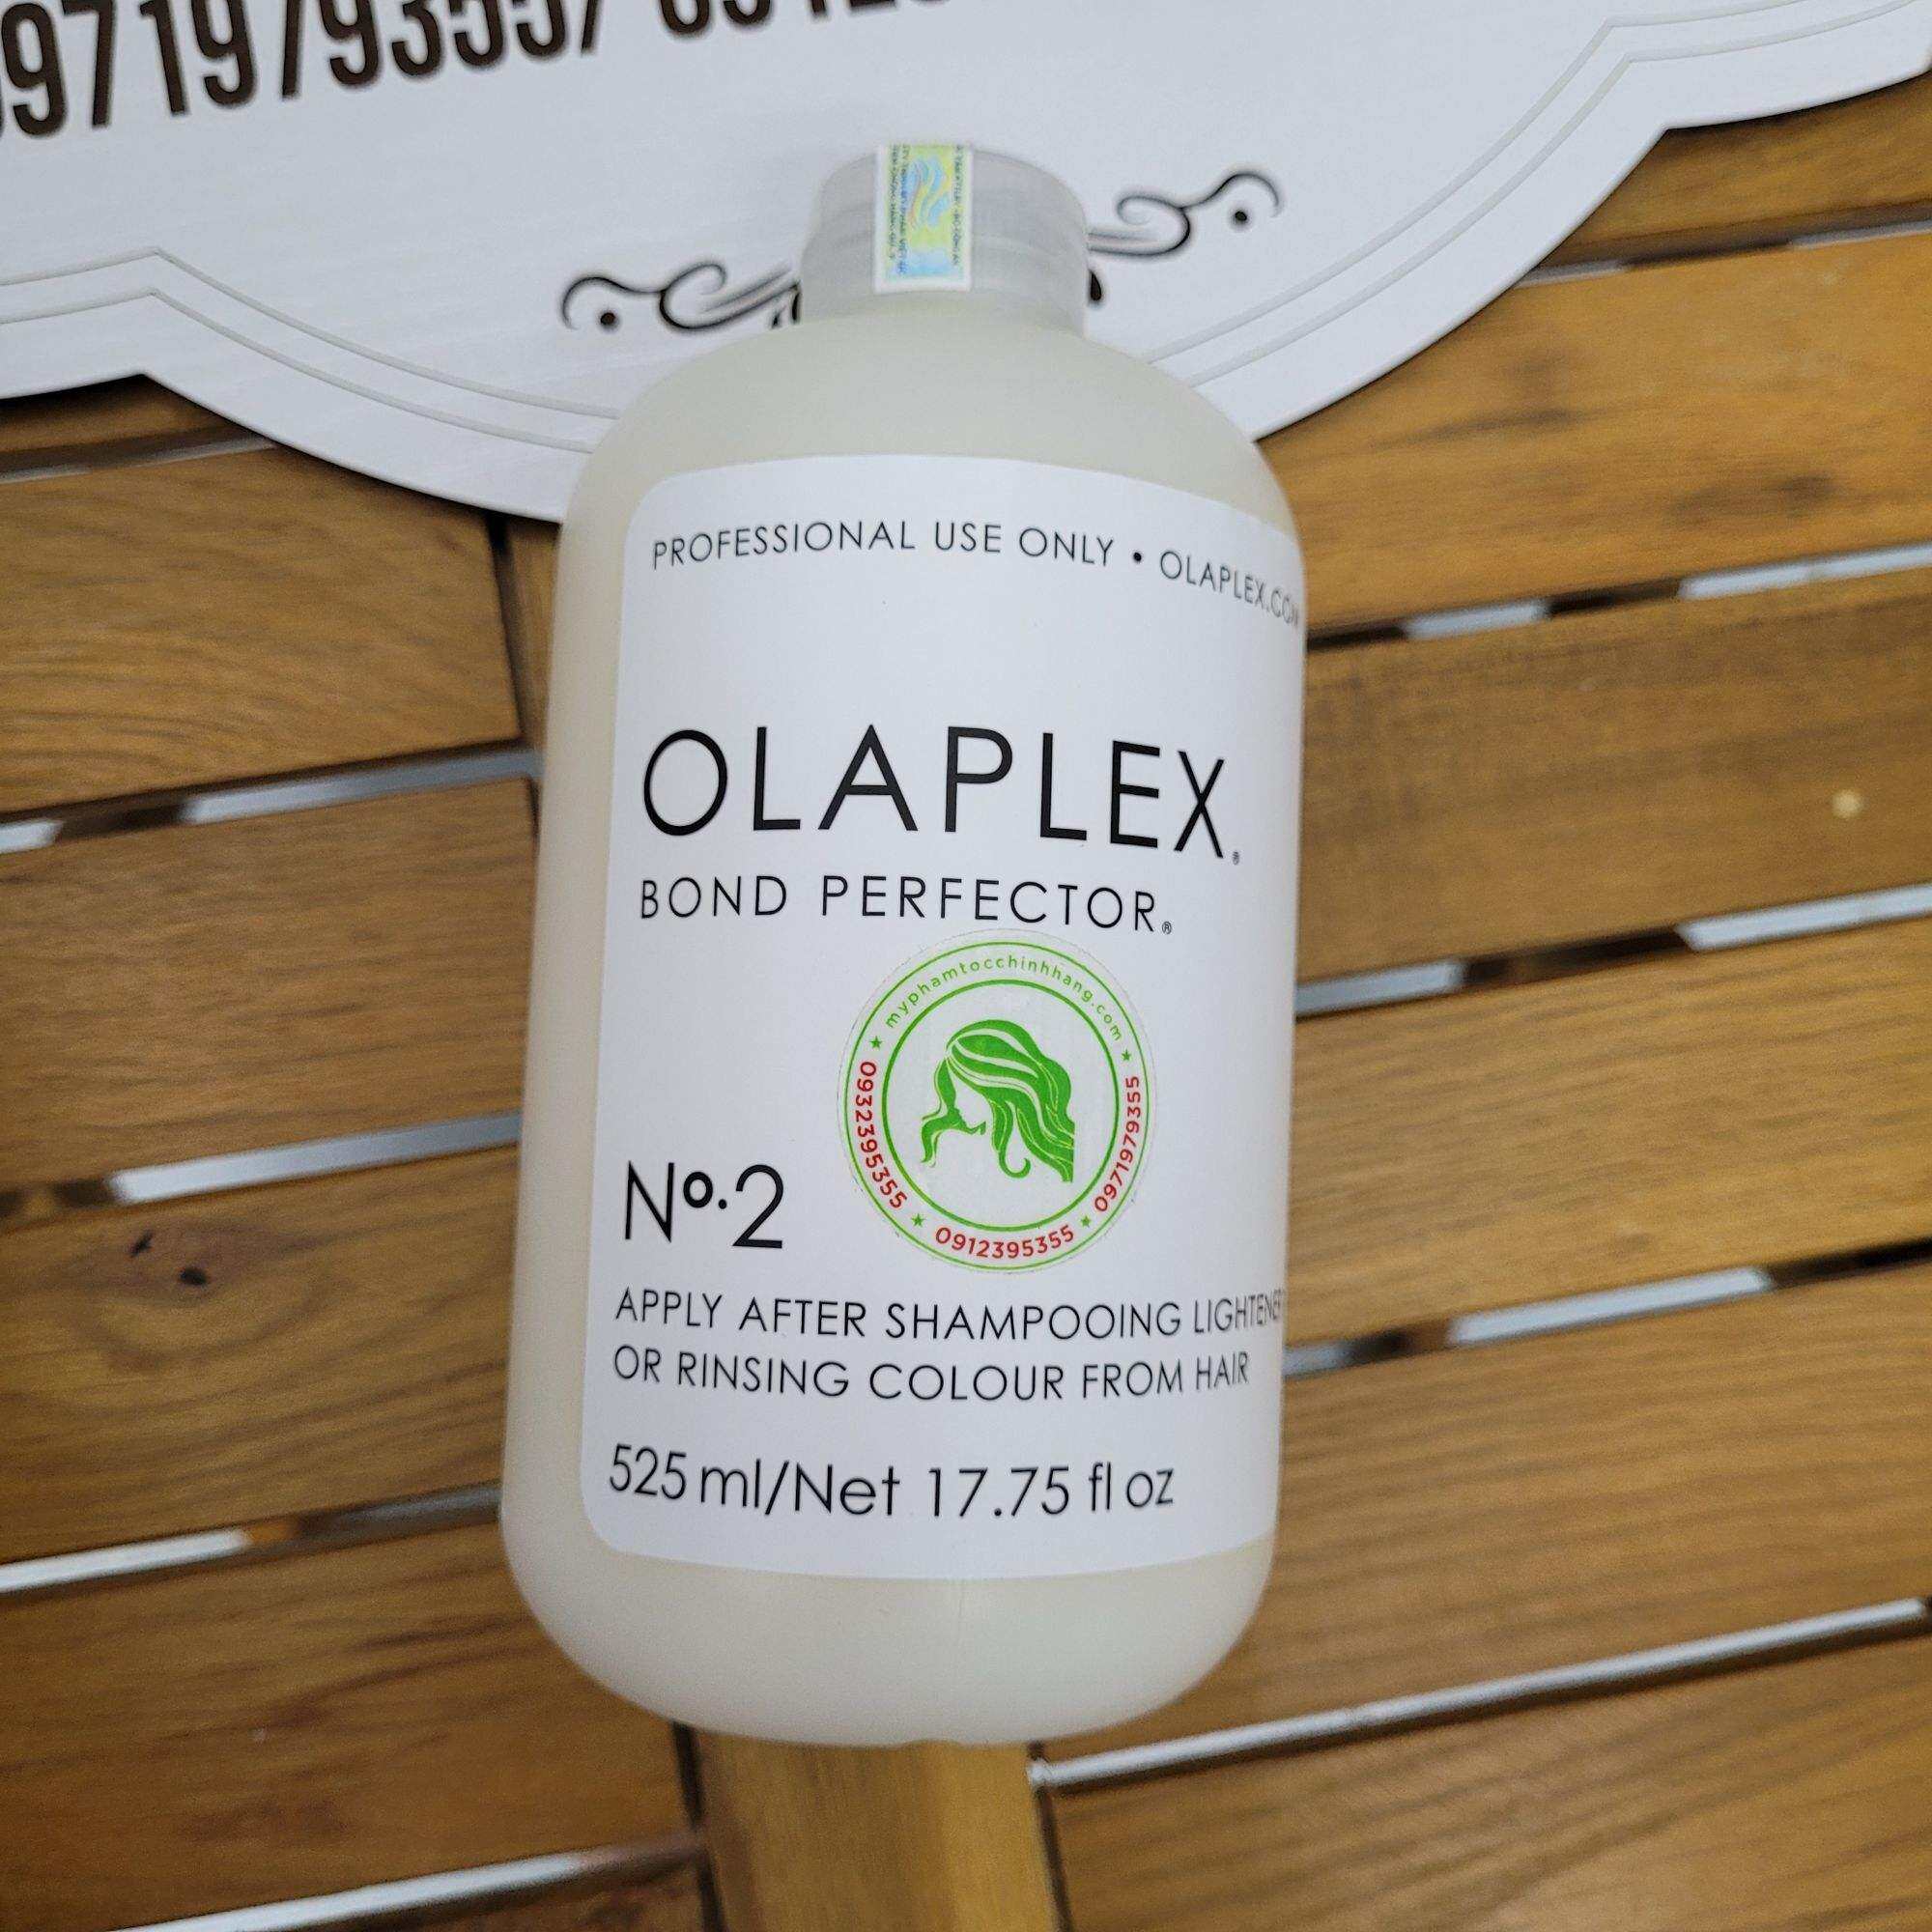 PROFESSIONAL USE ONLY • OLAPLEX.COM
OLAPLEX®
BOND PERFECTOR®
myphamtocchinhhang.com
0932395355 ★ 0912395355 ★ 0971979355
Nº.2
APPLY AFTER SHAMPOOING LIGHTENER
OR RINSING COLOUR FROM HAIR
525 ml/Net 17.75 fl oz